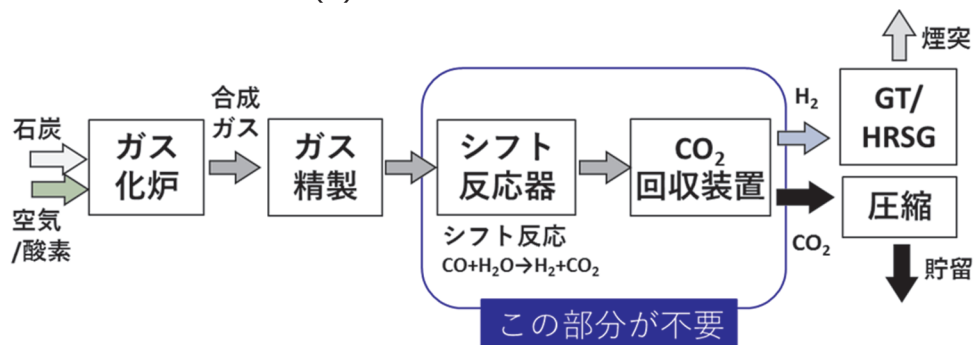 石炭
空気
/酸素
ガス
化炉
合成
ガス
ガス
精製
シフト
反応器
シフト反応
CO+H₂O→H₂+CO₂
CO₂
回収装置
H₂
CO₂
GT/
HRSG
煙突
圧縮
貯留
この部分が不要